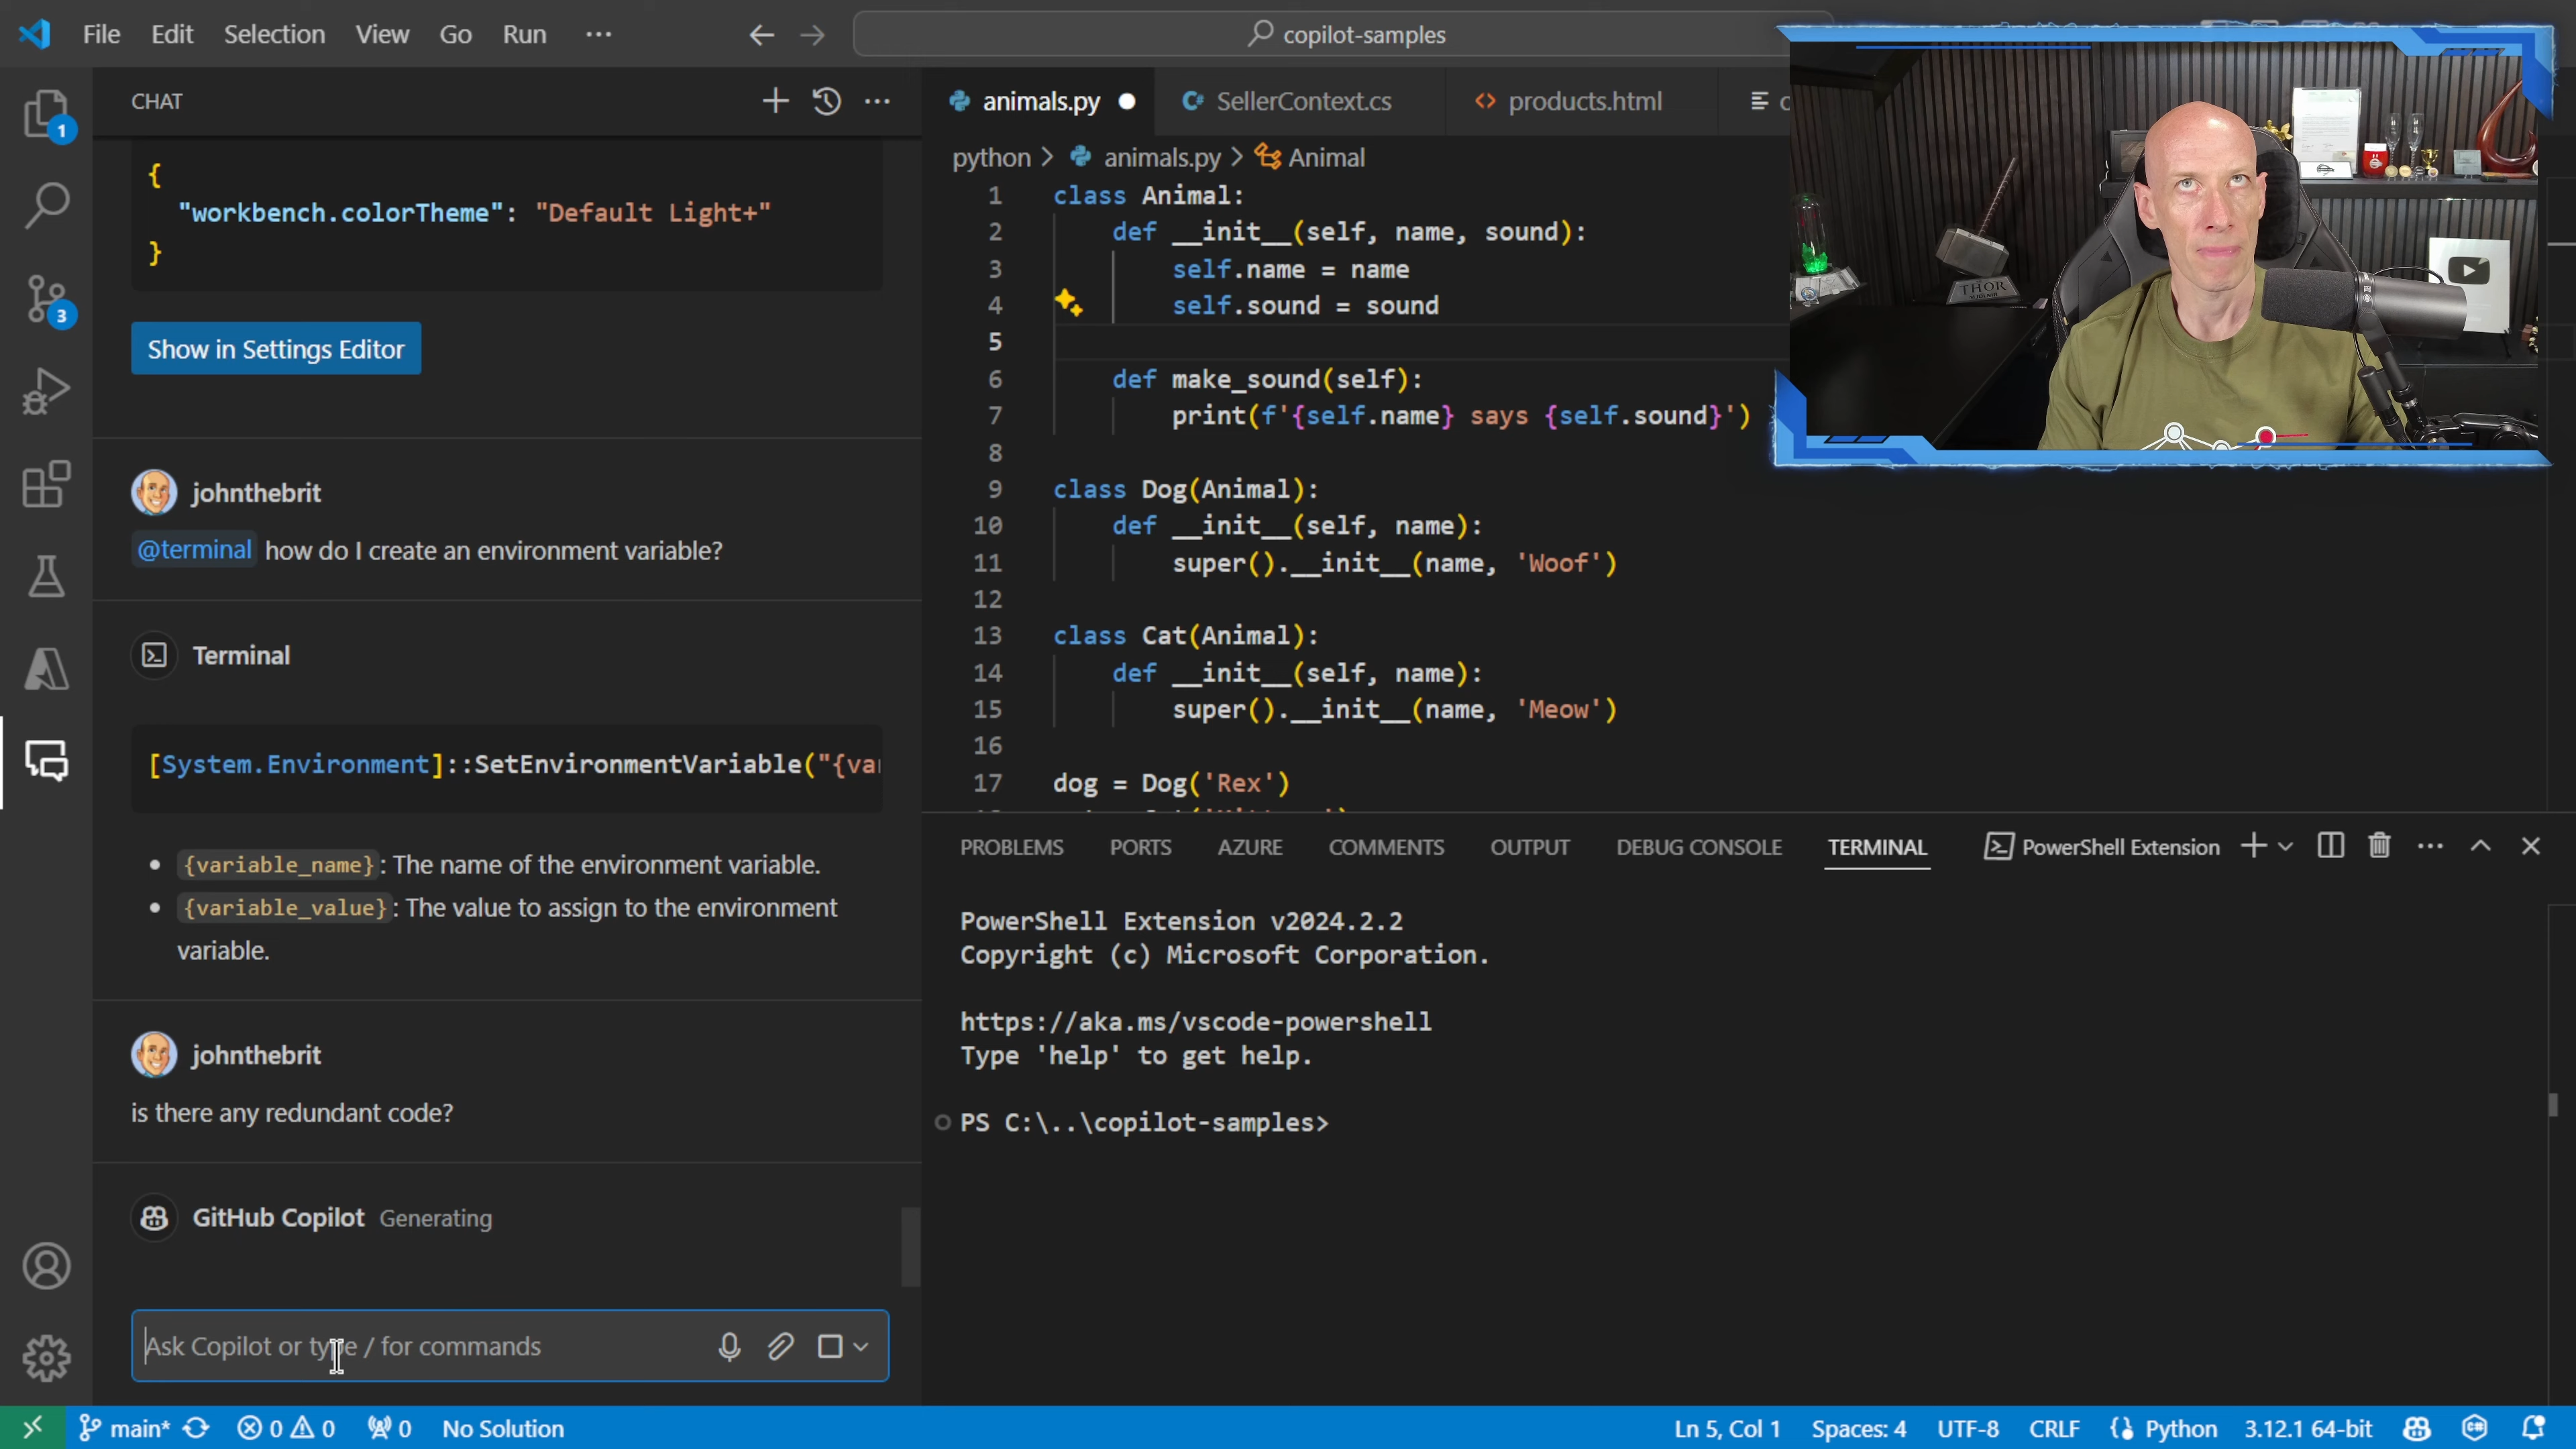 File Edit Selection View Go Run ···
copilot-samples
CHAT
{
"workbench.colorTheme": "Default Light+"
}
Show in Settings Editor
johnthebrit
@terminal how do I create an environment variable?
Terminal
[System.Environment]::SetEnvironmentVariable("{var
{variable_name}: The name of the environment variable.
{variable_value}: The value to assign to the environment
variable.
johnthebrit
is there any redundant code?
GitHub Copilot Generating
Ask Copilot or type / for commands
1
3
animals.py SellerContext.cs products.html
python > animals.py > Animal
1 class Animal:
2 def __init__(self, name, sound):
3 self.name = name
4 self.sound = sound
5
6 def make_sound(self):
7 print(f'{self.name} says {self.sound}')
8
9 class Dog(Animal):
10 def __init__(self, name):
11 super().__init__(name, 'Woof')
12
13 class Cat(Animal):
14 def __init__(self, name):
15 super().__init__(name, 'Meow')
16
17 dog = Dog('Rex')
THOR
PROBLEMS PORTS AZURE COMMENTS OUTPUT DEBUG CONSOLE TERMINAL PowerShell Extension
PowerShell Extension v2024.2.2
Copyright (c) Microsoft Corporation.
https://aka.ms/vscode-powershell
Type 'help' to get help.
PS C:\..\copilot-samples>
main* 0 0 0 No Solution Ln 5, Col 1 Spaces: 4 UTF-8 CRLF Python 3.12.1 64-bit